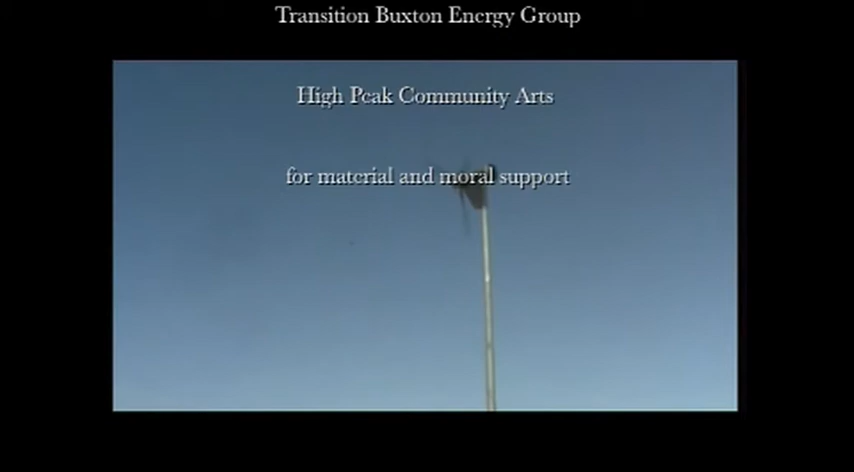 Transition Buxton Energy Group
High Peak Community Arts
for material and moral support